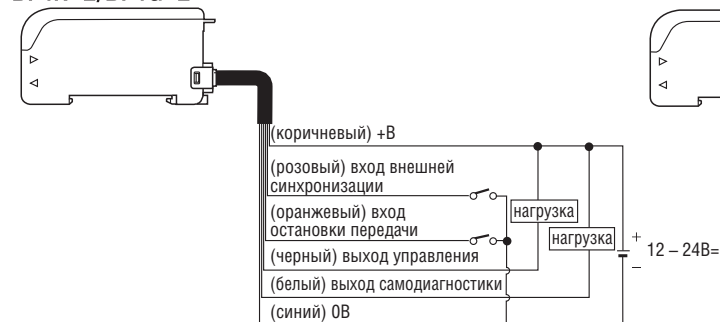 (коричневый) +В
(розовый) вход внешней
синхронизации
(оранжевый) вход
остановки передачи
(черный) выход управления
(белый) выход самодиагностики
(синий) 0В
нагрузка
нагрузка
+
12 – 24В=
–